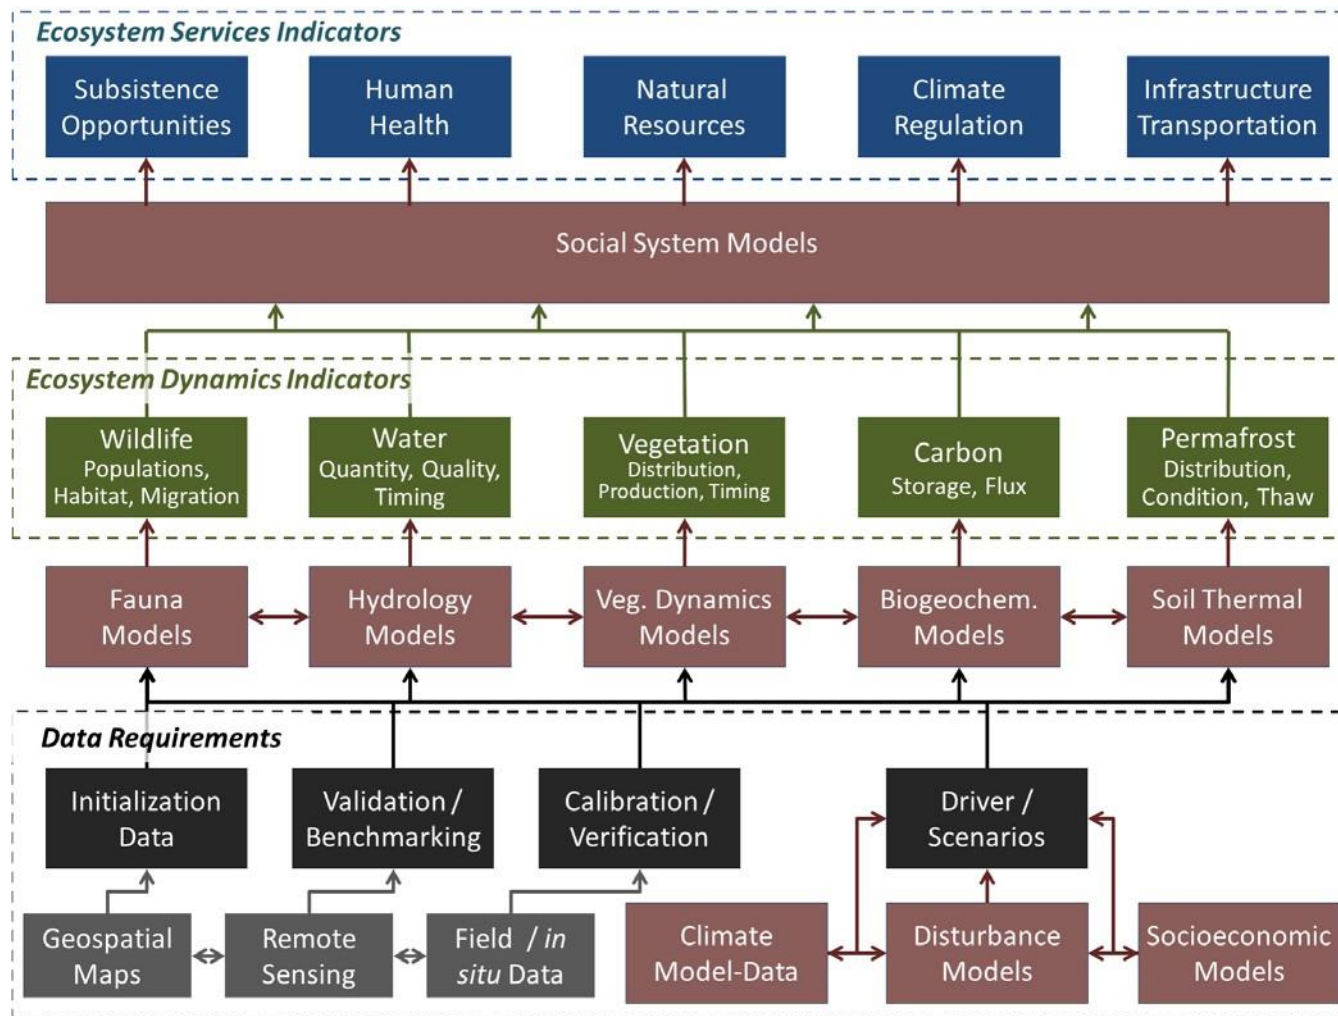 Ecosystem Services Indicators
Subsistence
Opportunities
Human
Health
Natural
Resources
Climate
Regulation
Infrastructure
Transportation
Social System Models
Ecosystem Dynamics Indicators
Wildlife
Populations,
Habitat, Migration
Water
Quantity, Quality,
Timing
Vegetation
Distribution,
Production, Timing
Carbon
Storage, Flux
Permafrost
Distribution,
Condition, Thaw
Fauna
Models
Hydrology
Models
Veg. Dynamics
Models
Biogeochem.
Models
Soil Thermal
Models
Data Requirements
Initialization
Data
Validation /
Benchmarking
Calibration /
Verification
Driver /
Scenarios
Geospatial
Maps
Remote
Sensing
Field / in
situ Data
Climate
Model-Data
Disturbance
Models
Socioeconomic
Models